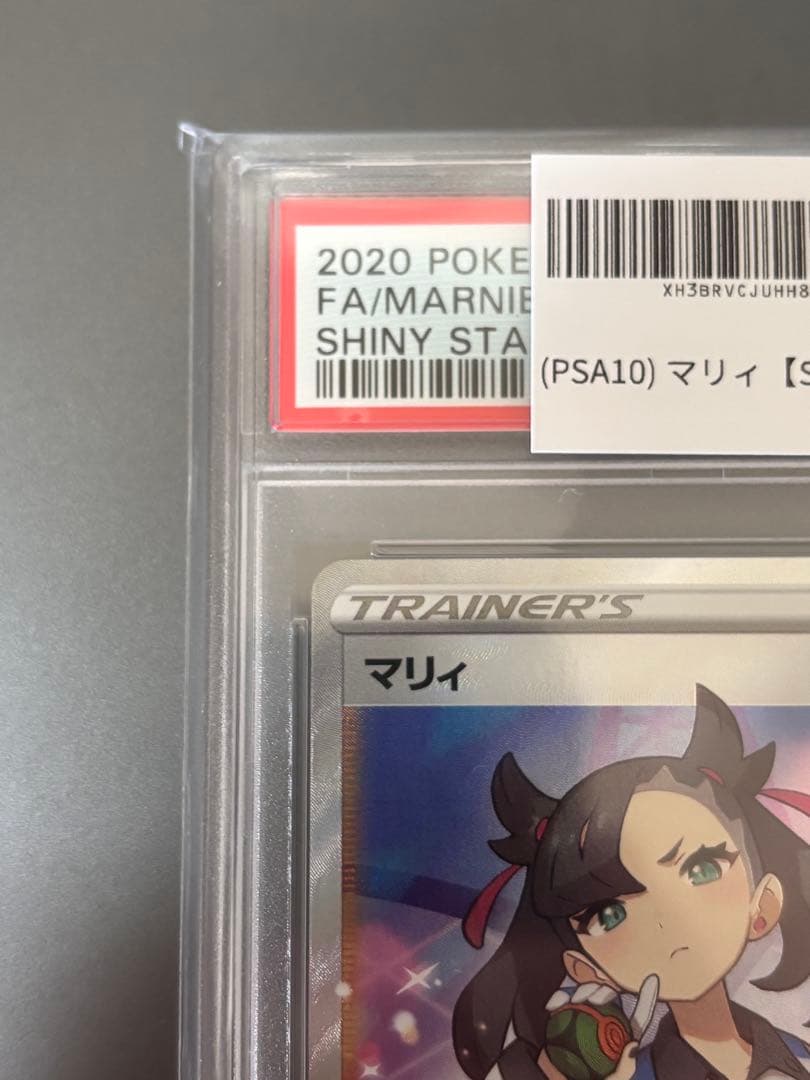 2020 POKE
FA/MARNIE
SHINY STA
XH3BRVCJUHH8
(PSA10) マリィ【S
TRAINER'S
マリィ